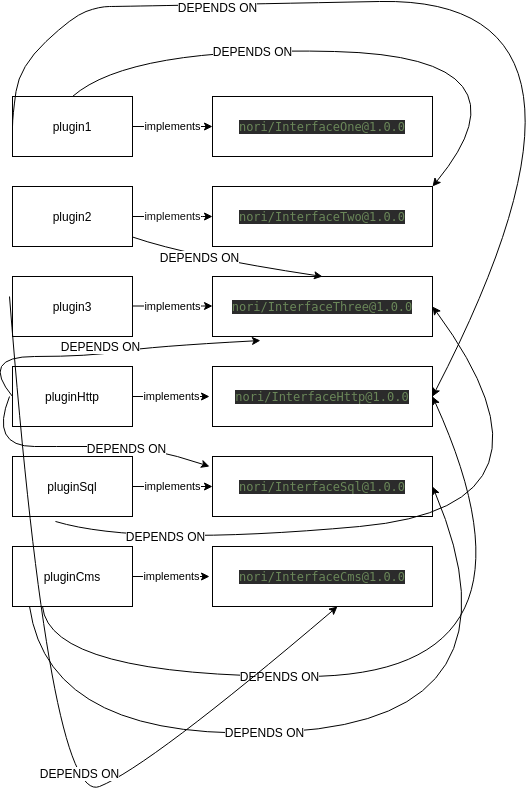 DEPENDS ON
DEPENDS ON
plugin1
implements
nori/InterfaceOne@1.0.0
plugin2
implements
nori/InterfaceTwo@1.0.0
DEPENDS ON
plugin3
implements
nori/InterfaceThree@1.0.0
DEPENDS ON
pluginHttp
implements
nori/InterfaceHttp@1.0.0
DEPENDS ON
pluginSql
implements
nori/InterfaceSql@1.0.0
DEPENDS ON
pluginCms
implements
nori/InterfaceCms@1.0.0
DEPENDS ON
DEPENDS ON
DEPENDS ON